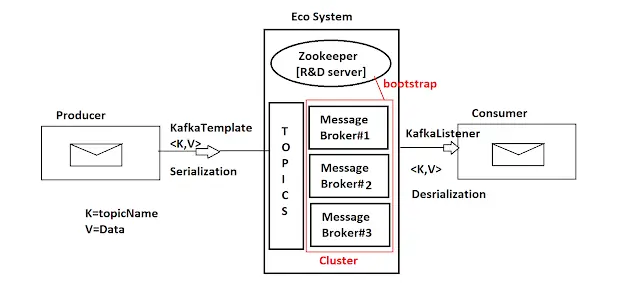 Eco System
Zookeeper
[R&D server]
bootstrap
Producer
KafkaTemplate
<K,V>
Serialization
TOPICS
Message
Broker#1
Message
Broker#2
Message
Broker#3
Cluster
Consumer
KafkaListener
<K,V>
Desrialization
K=topicName
V=Data